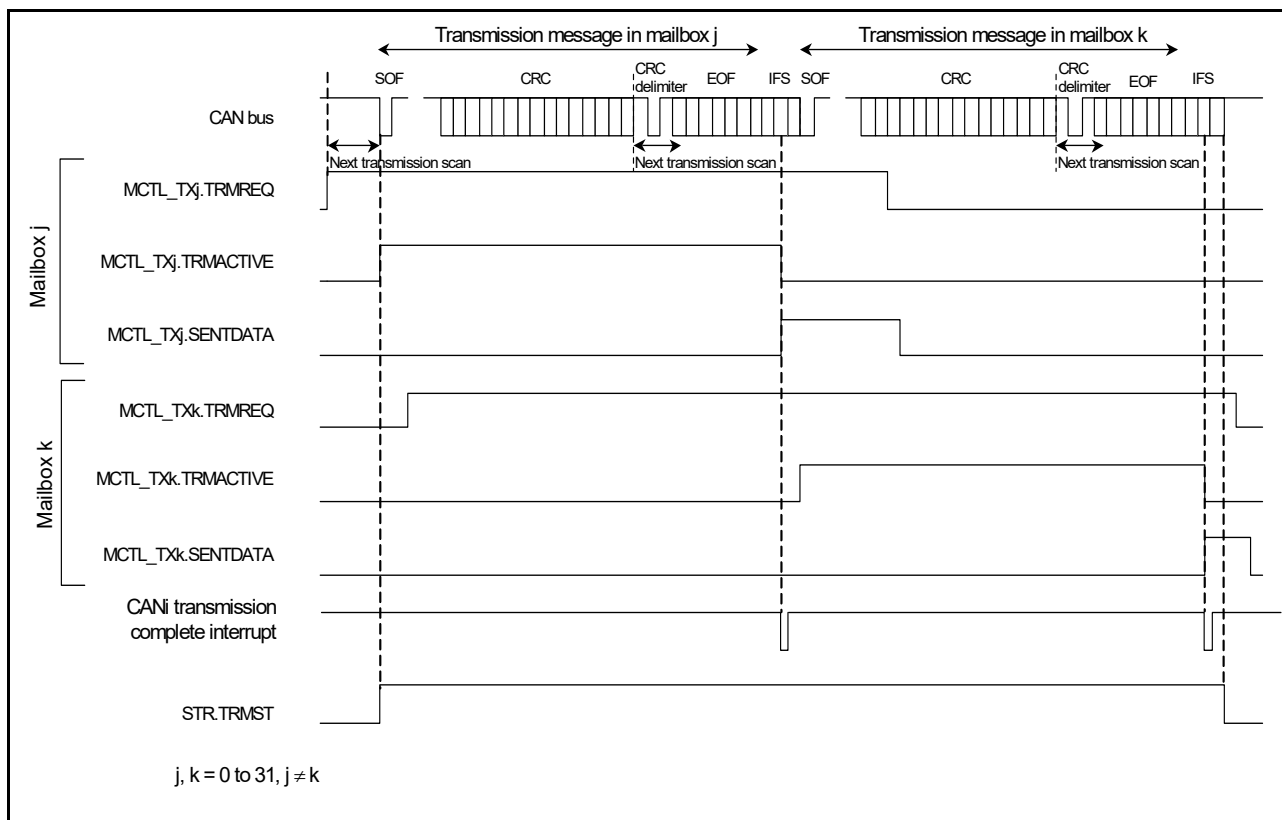 Transmission message in mailbox j
Transmission message in mailbox k
SOF
CRC
CRC
delimiter
EOF
IFS
SOF
CRC
CRC
delimiter
EOF
IFS
CAN bus
Next transmission scan
Next transmission scan
Next transmission scan
Mailbox j
MCTL_TXj.TRMREQ
MCTL_TXj.TRMACTIVE
MCTL_TXj.SENTDATA
Mailbox k
MCTL_TXk.TRMREQ
MCTL_TXk.TRMACTIVE
MCTL_TXk.SENTDATA
CANi transmission
complete interrupt
STR.TRMST
j, k = 0 to 31, j ≠ k